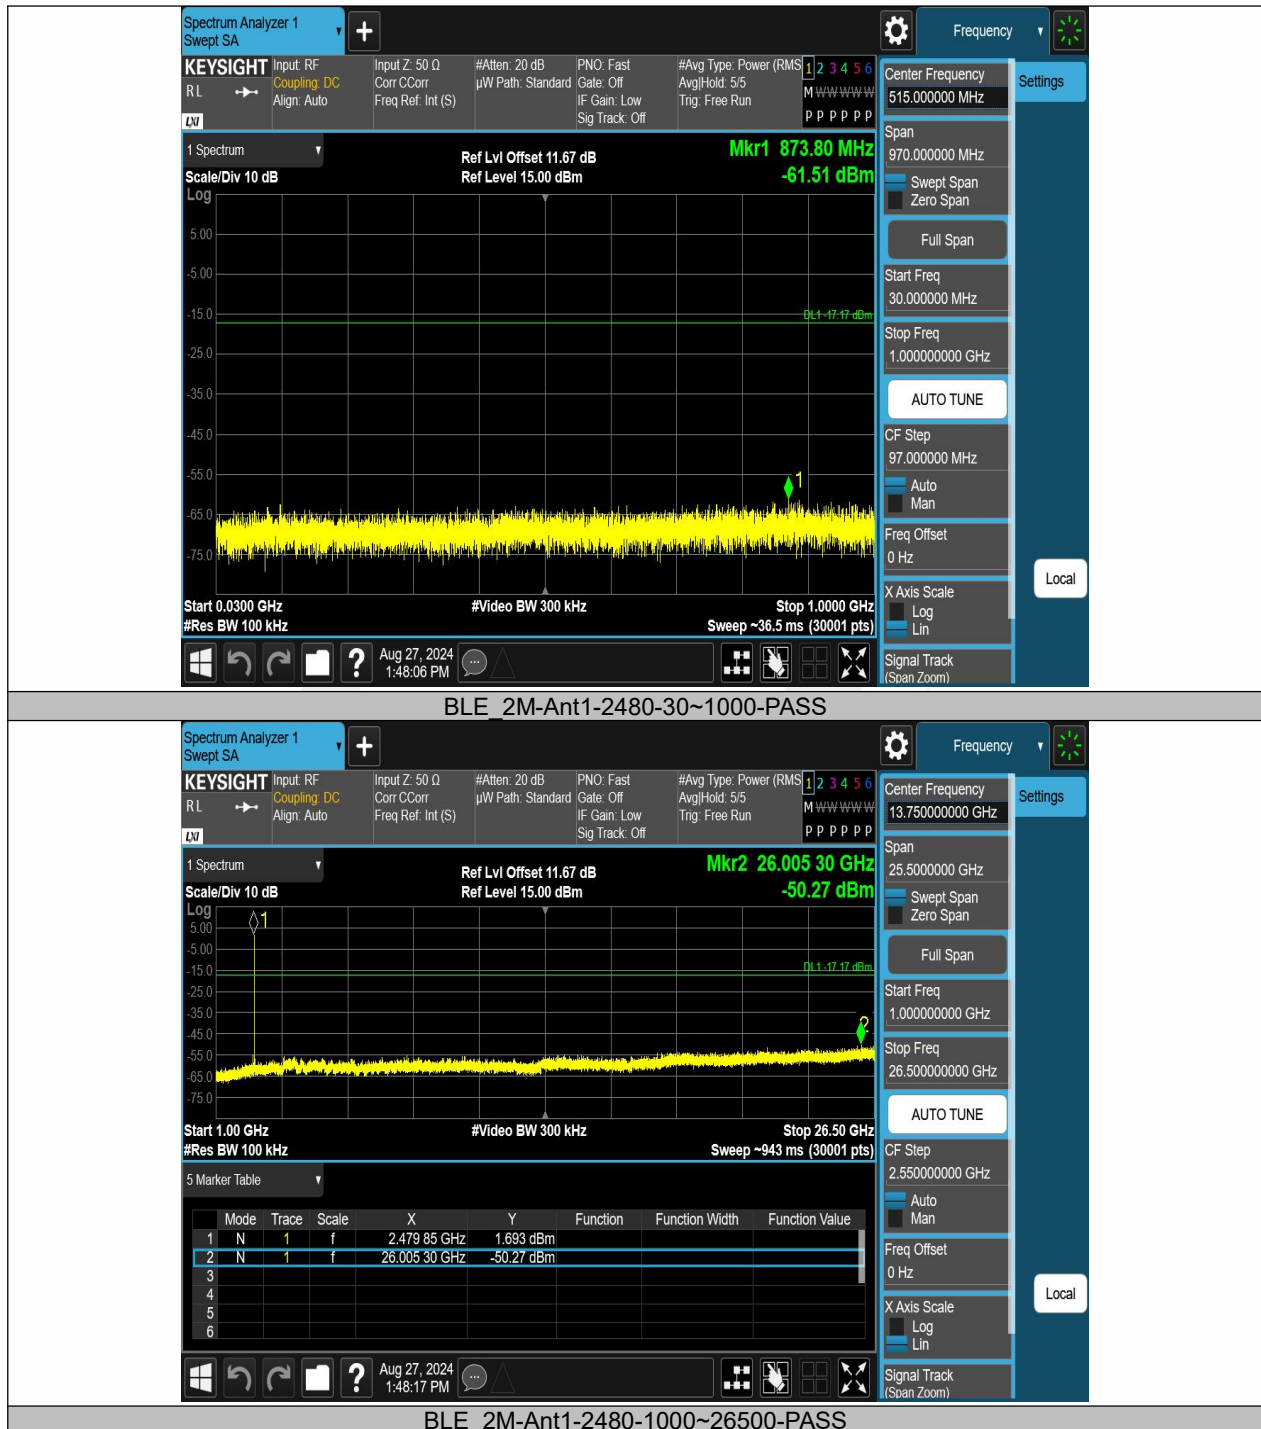 Spectrum Analyzer 1
Swept SA
+
Frequency
KEYSIGHT
RL
LXI
Input: RF
Coupling: DC
Align: Auto
Input Z: 50 Ω
Corr CCorr
Freq Ref: Int (S)
#Atten: 20 dB
µW Path: Standard
PNO: Fast
Gate: Off
IF Gain: Low
Sig Track: Off
#Avg Type: Power (RMS
Avg|Hold: 5/5
Trig: Free Run
1 2 3 4 5 6
M W W W W W
P P P P P P
1 Spectrum
Scale/Div 10 dB
Ref Lvl Offset 11.67 dB
Ref Level 15.00 dBm
Mkr1 873.80 MHz
-61.51 dBm
Log
5.00
-5.00
-15.0
DL1 -17.17 dBm
-25.0
-35.0
-45.0
-55.0
1
-65.0
-75.0
Start 0.0300 GHz
#Video BW 300 kHz
Stop 1.0000 GHz
#Res BW 100 kHz
Sweep ~36.5 ms (30001 pts)
?
Aug 27, 2024
1:48:06 PM
Center Frequency
515.000000 MHz
Settings
Span
970.000000 MHz
Swept Span
Zero Span
Full Span
Start Freq
30.000000 MHz
Stop Freq
1.000000000 GHz
AUTO TUNE
CF Step
97.000000 MHz
Auto
Man
Freq Offset
0 Hz
Local
X Axis Scale
Log
Lin
Signal Track
(Span Zoom)
BLE_2M-Ant1-2480-30~1000-PASS
Spectrum Analyzer 1
Swept SA
+
Frequency
KEYSIGHT
RL
LXI
Input: RF
Coupling: DC
Align: Auto
Input Z: 50 Ω
Corr CCorr
Freq Ref: Int (S)
#Atten: 20 dB
µW Path: Standard
PNO: Fast
Gate: Off
IF Gain: Low
Sig Track: Off
#Avg Type: Power (RMS
Avg|Hold: 5/5
Trig: Free Run
1 2 3 4 5 6
M W W W W W
P P P P P P
1 Spectrum
Scale/Div 10 dB
Ref Lvl Offset 11.67 dB
Ref Level 15.00 dBm
Mkr2 26.005 30 GHz
-50.27 dBm
Log
1
5.00
-5.00
-15.0
DL1 -17.17 dBm
-25.0
-35.0
2
-45.0
-55.0
-65.0
-75.0
Start 1.00 GHz
#Video BW 300 kHz
Stop 26.50 GHz
#Res BW 100 kHz
Sweep ~943 ms (30001 pts)
5 Marker Table
Mode Trace Scale X Y Function Function Width Function Value
1 N 1 f 2.479 85 GHz 1.693 dBm
2 N 1 f 26.005 30 GHz -50.27 dBm
3
4
5
6
?
Aug 27, 2024
1:48:17 PM
Center Frequency
13.750000000 GHz
Settings
Span
25.5000000 GHz
Swept Span
Zero Span
Full Span
Start Freq
1.000000000 GHz
Stop Freq
26.500000000 GHz
AUTO TUNE
CF Step
2.550000000 GHz
Auto
Man
Freq Offset
0 Hz
Local
X Axis Scale
Log
Lin
Signal Track
(Span Zoom)
BLE_2M-Ant1-2480-1000~26500-PASS